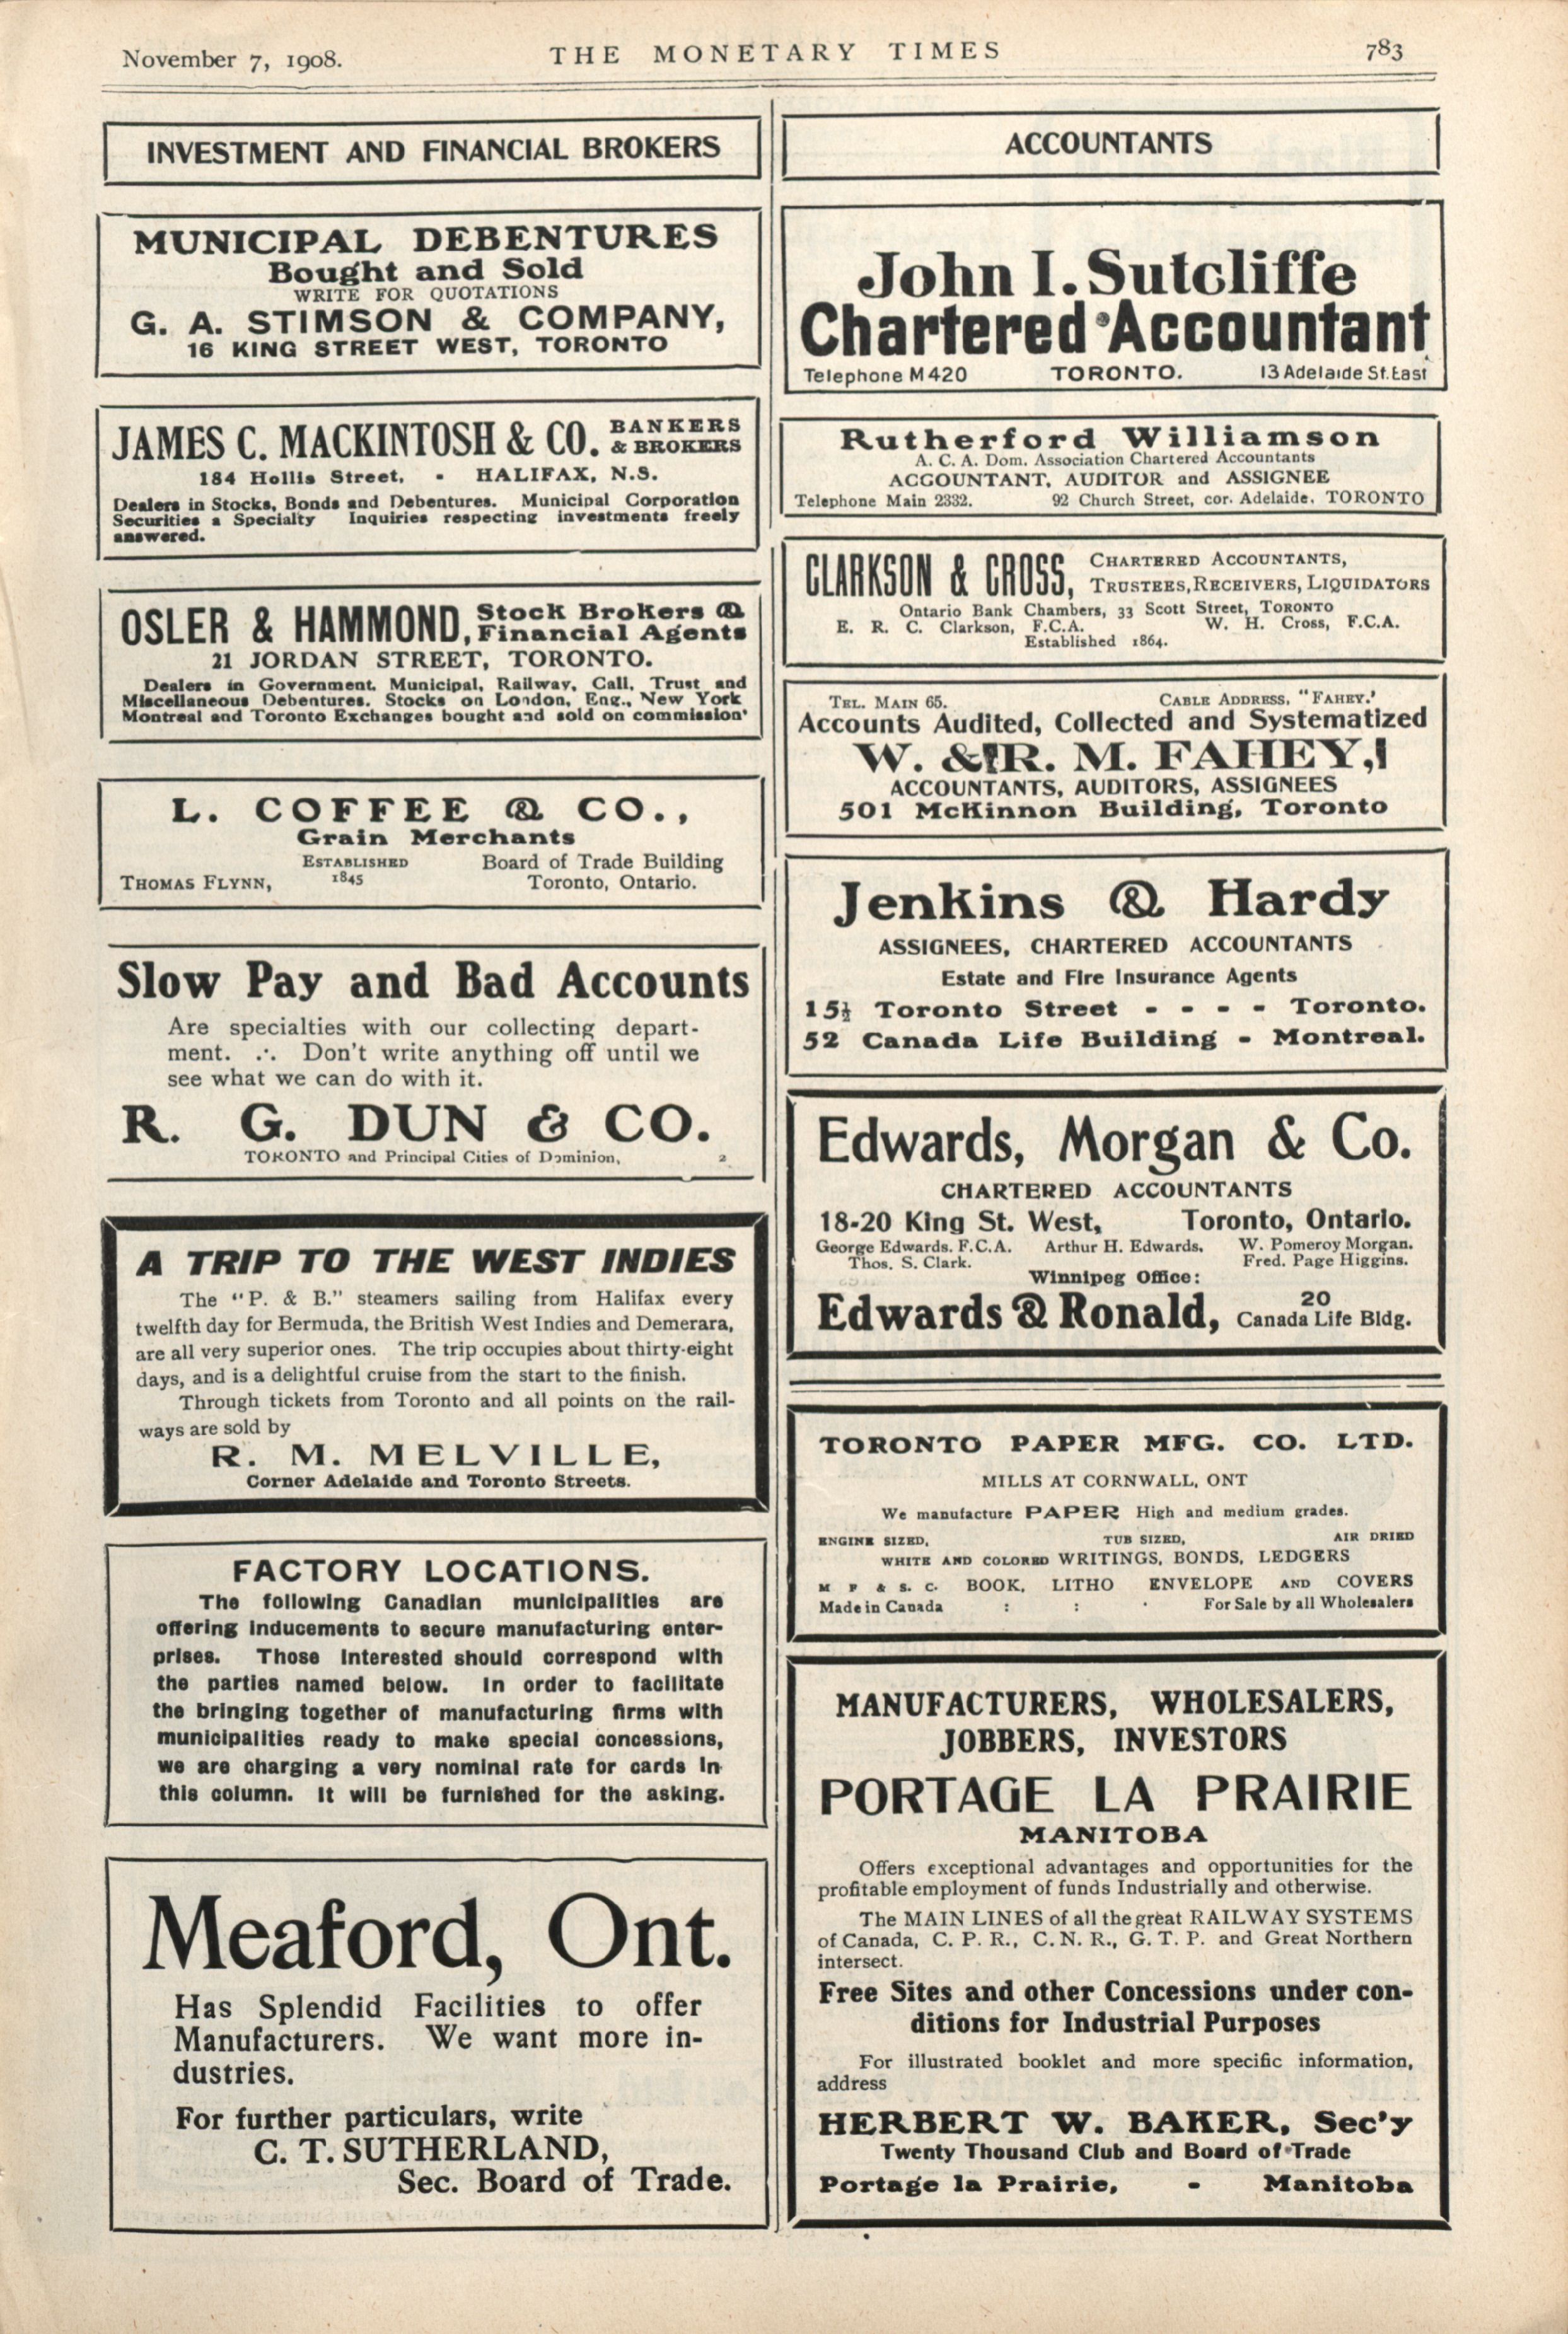 November 7, 1908.
THE MONETARY TIMES
783
INVESTMENT AND FINANCIAL BROKERS
MUNICIPAL DEBENTURES
Bought and Sold
WRITE FOR QUOTATIONS
G. A. STIMSON & COMPANY,
16 KING STREET WEST, TORONTO
JAMES C. MACKINTOSH & CO. BANKERS
& BROKERS
184 Hollis Street, - HALIFAX, N.S.
Dealers in Stocks, Bonds and Debentures. Municipal Corporation
Securities a Specialty Inquiries respecting investments freely
answered.
OSLER & HAMMOND, Stock Brokers &
Financial Agents
21 JORDAN STREET, TORONTO.
Dealers in Government, Municipal, Railway, Call, Trust and
Miscellaneous Debentures. Stocks on London, Eng., New York
Montreal and Toronto Exchanges bought and sold on commission'
L. COFFEE & CO.,
Grain Merchants
ESTABLISHED Board of Trade Building
THOMAS FLYNN, 1845 Toronto, Ontario.
Slow Pay and Bad Accounts
Are specialties with our collecting depart-
ment. .·. Don't write anything off until we
see what we can do with it.
R. G. DUN & CO.
TORONTO and Principal Cities of Dominion, 2
A TRIP TO THE WEST INDIES
The "P. & B." steamers sailing from Halifax every
twelfth day for Bermuda, the British West Indies and Demerara,
are all very superior ones. The trip occupies about thirty-eight
days, and is a delightful cruise from the start to the finish.
Through tickets from Toronto and all points on the rail-
ways are sold by
R. M. MELVILLE,
Corner Adelaide and Toronto Streets.
FACTORY LOCATIONS.
The following Canadian municipalities are
offering inducements to secure manufacturing enter-
prises. Those interested should correspond with
the parties named below. In order to facilitate
the bringing together of manufacturing firms with
municipalities ready to make special concessions,
we are charging a very nominal rate for cards in
this column. It will be furnished for the asking.
Meaford, Ont.
Has Splendid Facilities to offer
Manufacturers. We want more in-
dustries.
For further particulars, write
C. T. SUTHERLAND,
Sec. Board of Trade.
ACCOUNTANTS
John I. Sutcliffe
Chartered Accountant
Telephone M 420 TORONTO. 13 Adelaide St. East
Rutherford Williamson
A. C. A. Dom. Association Chartered Accountants
ACCOUNTANT, AUDITOR and ASSIGNEE
Telephone Main 2332. 92 Church Street, cor. Adelaide, TORONTO
CLARKSON & CROSS, CHARTERED ACCOUNTANTS,
TRUSTEES, RECEIVERS, LIQUIDATORS
Ontario Bank Chambers, 33 Scott Street, TORONTO
E. R. C. Clarkson, F.C.A. W. H. Cross, F.C.A.
Established 1864.
TEL. MAIN 65. CABLE ADDRESS, "FAHEY.'
Accounts Audited, Collected and Systematized
W. & R. M. FAHEY,
ACCOUNTANTS, AUDITORS, ASSIGNEES
501 McKinnon Building, Toronto
Jenkins & Hardy
ASSIGNEES, CHARTERED ACCOUNTANTS
Estate and Fire Insurance Agents
15½ Toronto Street - - - - Toronto.
52 Canada Life Building - Montreal.
Edwards, Morgan & Co.
CHARTERED ACCOUNTANTS
18-20 King St. West, Toronto, Ontario.
George Edwards. F.C.A. Arthur H. Edwards. W. Pomeroy Morgan.
Thos. S. Clark. Fred. Page Higgins.
Winnipeg Office:
Edwards & Ronald, 20 Canada Life Bldg.
TORONTO PAPER MFG. CO. LTD.
MILLS AT CORNWALL, ONT
We manufacture PAPER High and medium grades.
ENGINE SIZED, TUB SIZED, AIR DRIED
WHITE AND COLORED WRITINGS, BONDS, LEDGERS
M F & S. C. BOOK, LITHO ENVELOPE AND COVERS
Made in Canada : : · For Sale by all Wholesalers
MANUFACTURERS, WHOLESALERS,
JOBBERS, INVESTORS
PORTAGE LA PRAIRIE
MANITOBA
Offers exceptional advantages and opportunities for the
profitable employment of funds Industrially and otherwise.
The MAIN LINES of all the great RAILWAY SYSTEMS
of Canada, C. P. R., C. N. R., G. T. P. and Great Northern
intersect.
Free Sites and other Concessions under con-
ditions for Industrial Purposes
For illustrated booklet and more specific information,
address
HERBERT W. BAKER, Sec'y
Twenty Thousand Club and Board of Trade
Portage la Prairie, - Manitoba